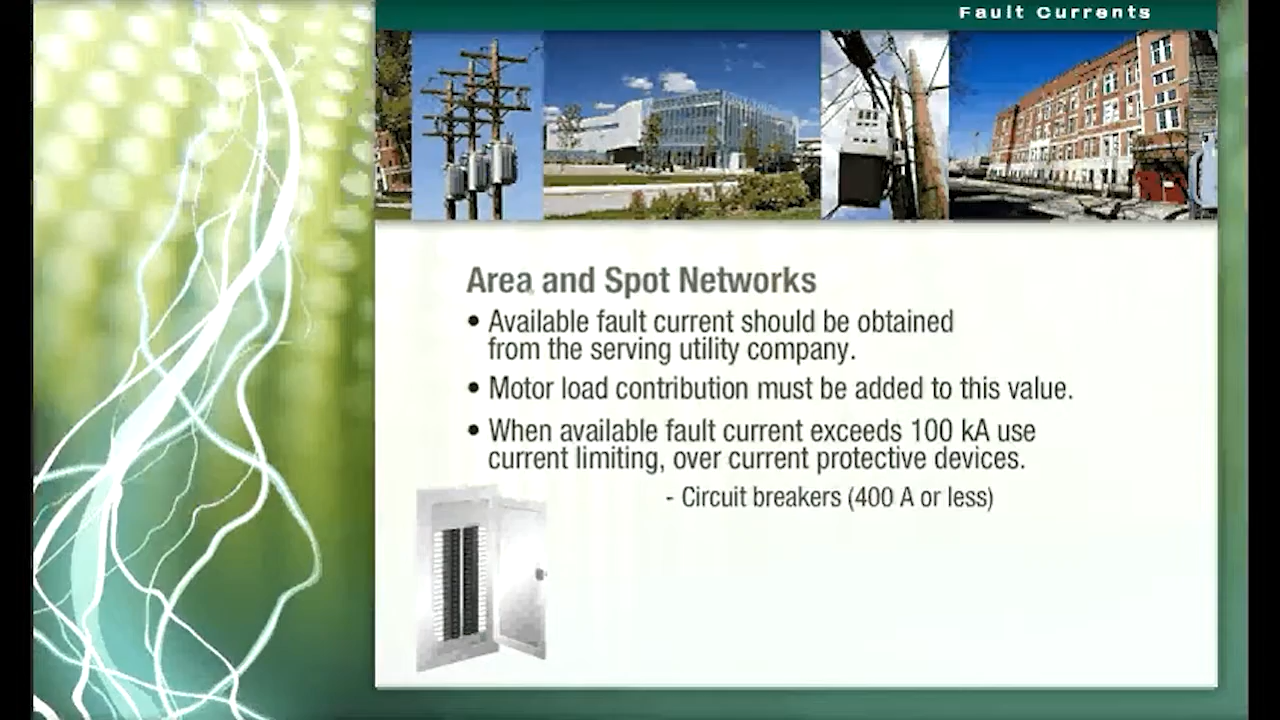 Fault Currents
Area and Spot Networks
• Available fault current should be obtained
from the serving utility company.
• Motor load contribution must be added to this value.
• When available fault current exceeds 100 kA use
current limiting, over current protective devices.
- Circuit breakers (400 A or less)